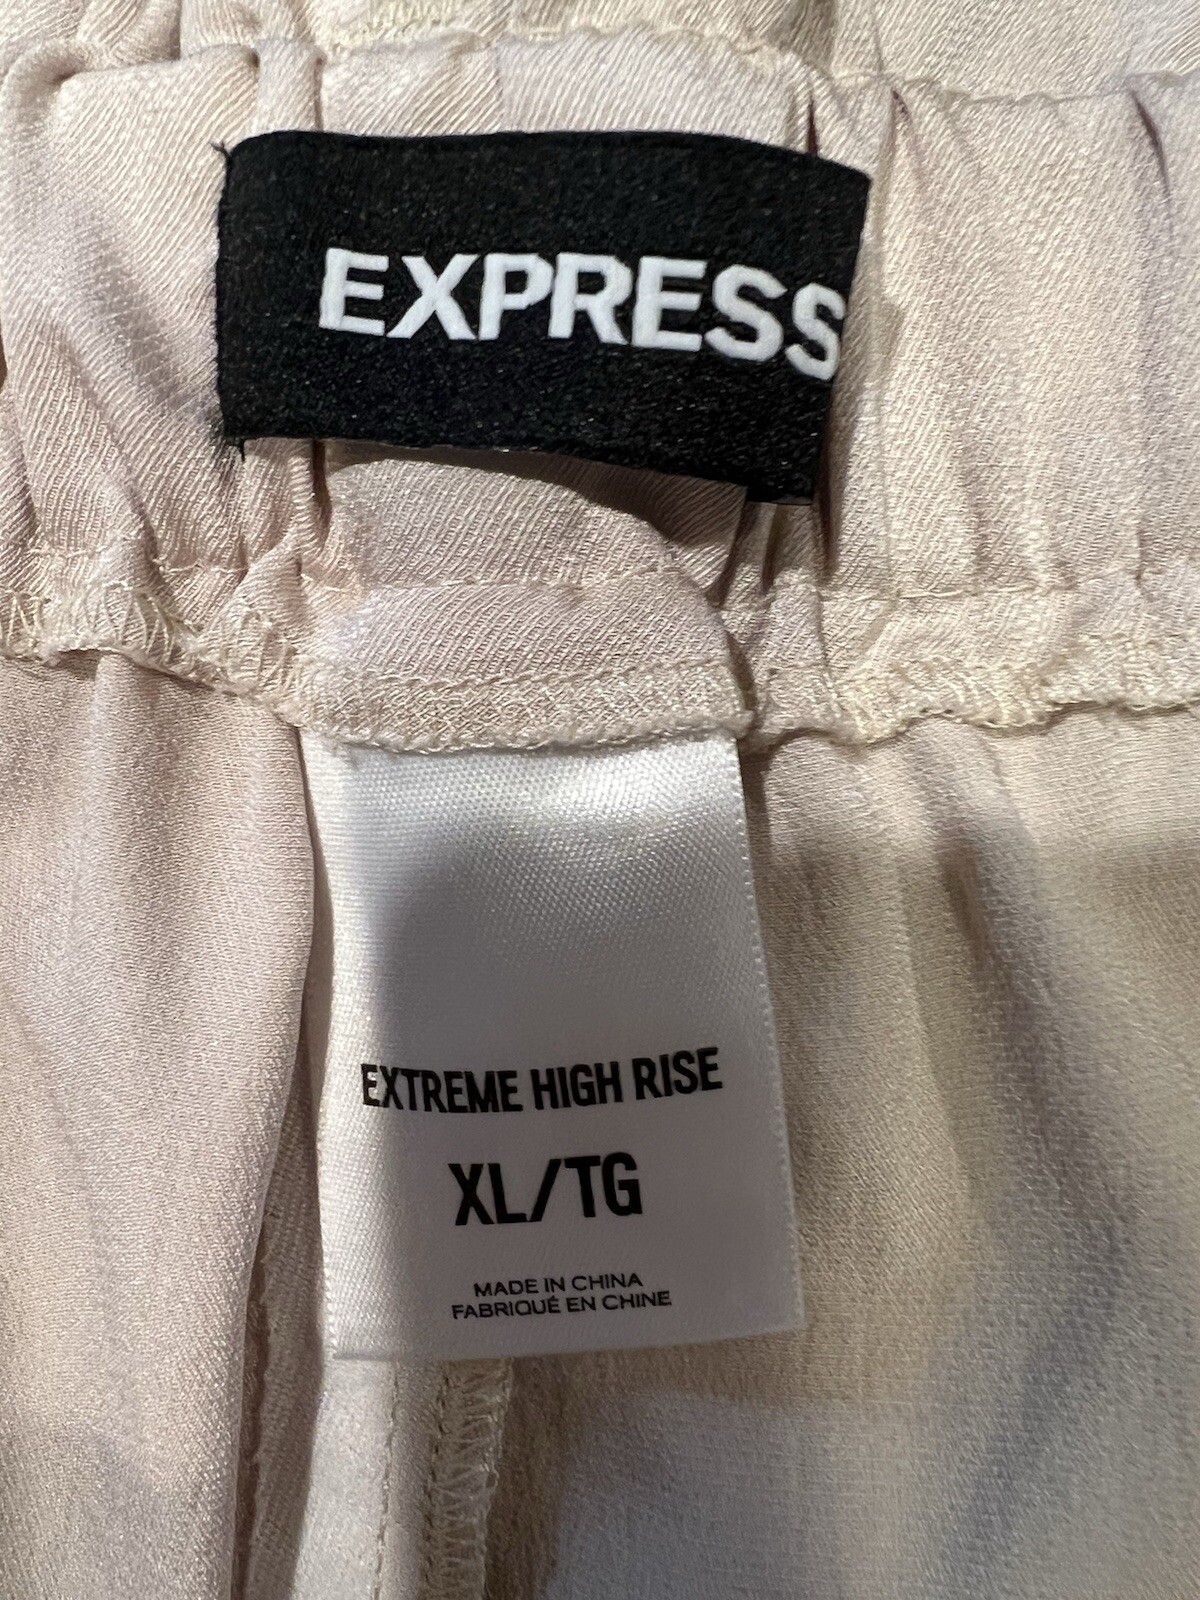 EXPRESS
EXTREME HIGH RISE
XL/TG
MADE IN CHINA
FABRIQUÉ EN CHINE